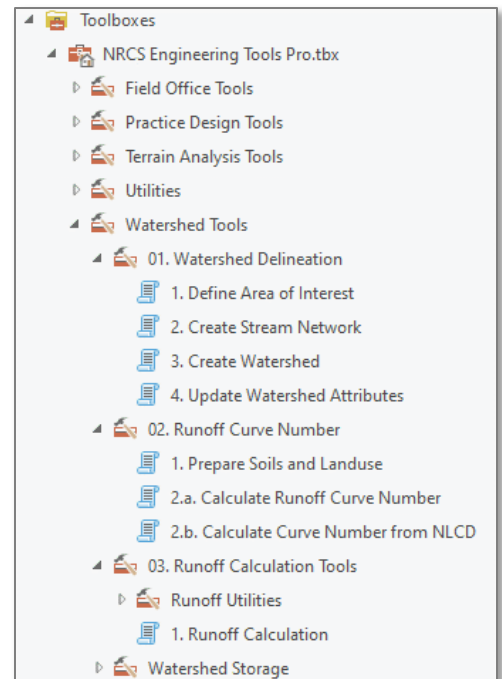 Toolboxes
NRCS Engineering Tools Pro.tbx
Field Office Tools
Practice Design Tools
Terrain Analysis Tools
Utilities
Watershed Tools
01. Watershed Delineation
1. Define Area of Interest
2. Create Stream Network
3. Create Watershed
4. Update Watershed Attributes
02. Runoff Curve Number
1. Prepare Soils and Landuse
2.a. Calculate Runoff Curve Number
2.b. Calculate Curve Number from NLCD
03. Runoff Calculation Tools
Runoff Utilities
1. Runoff Calculation
Watershed Storage